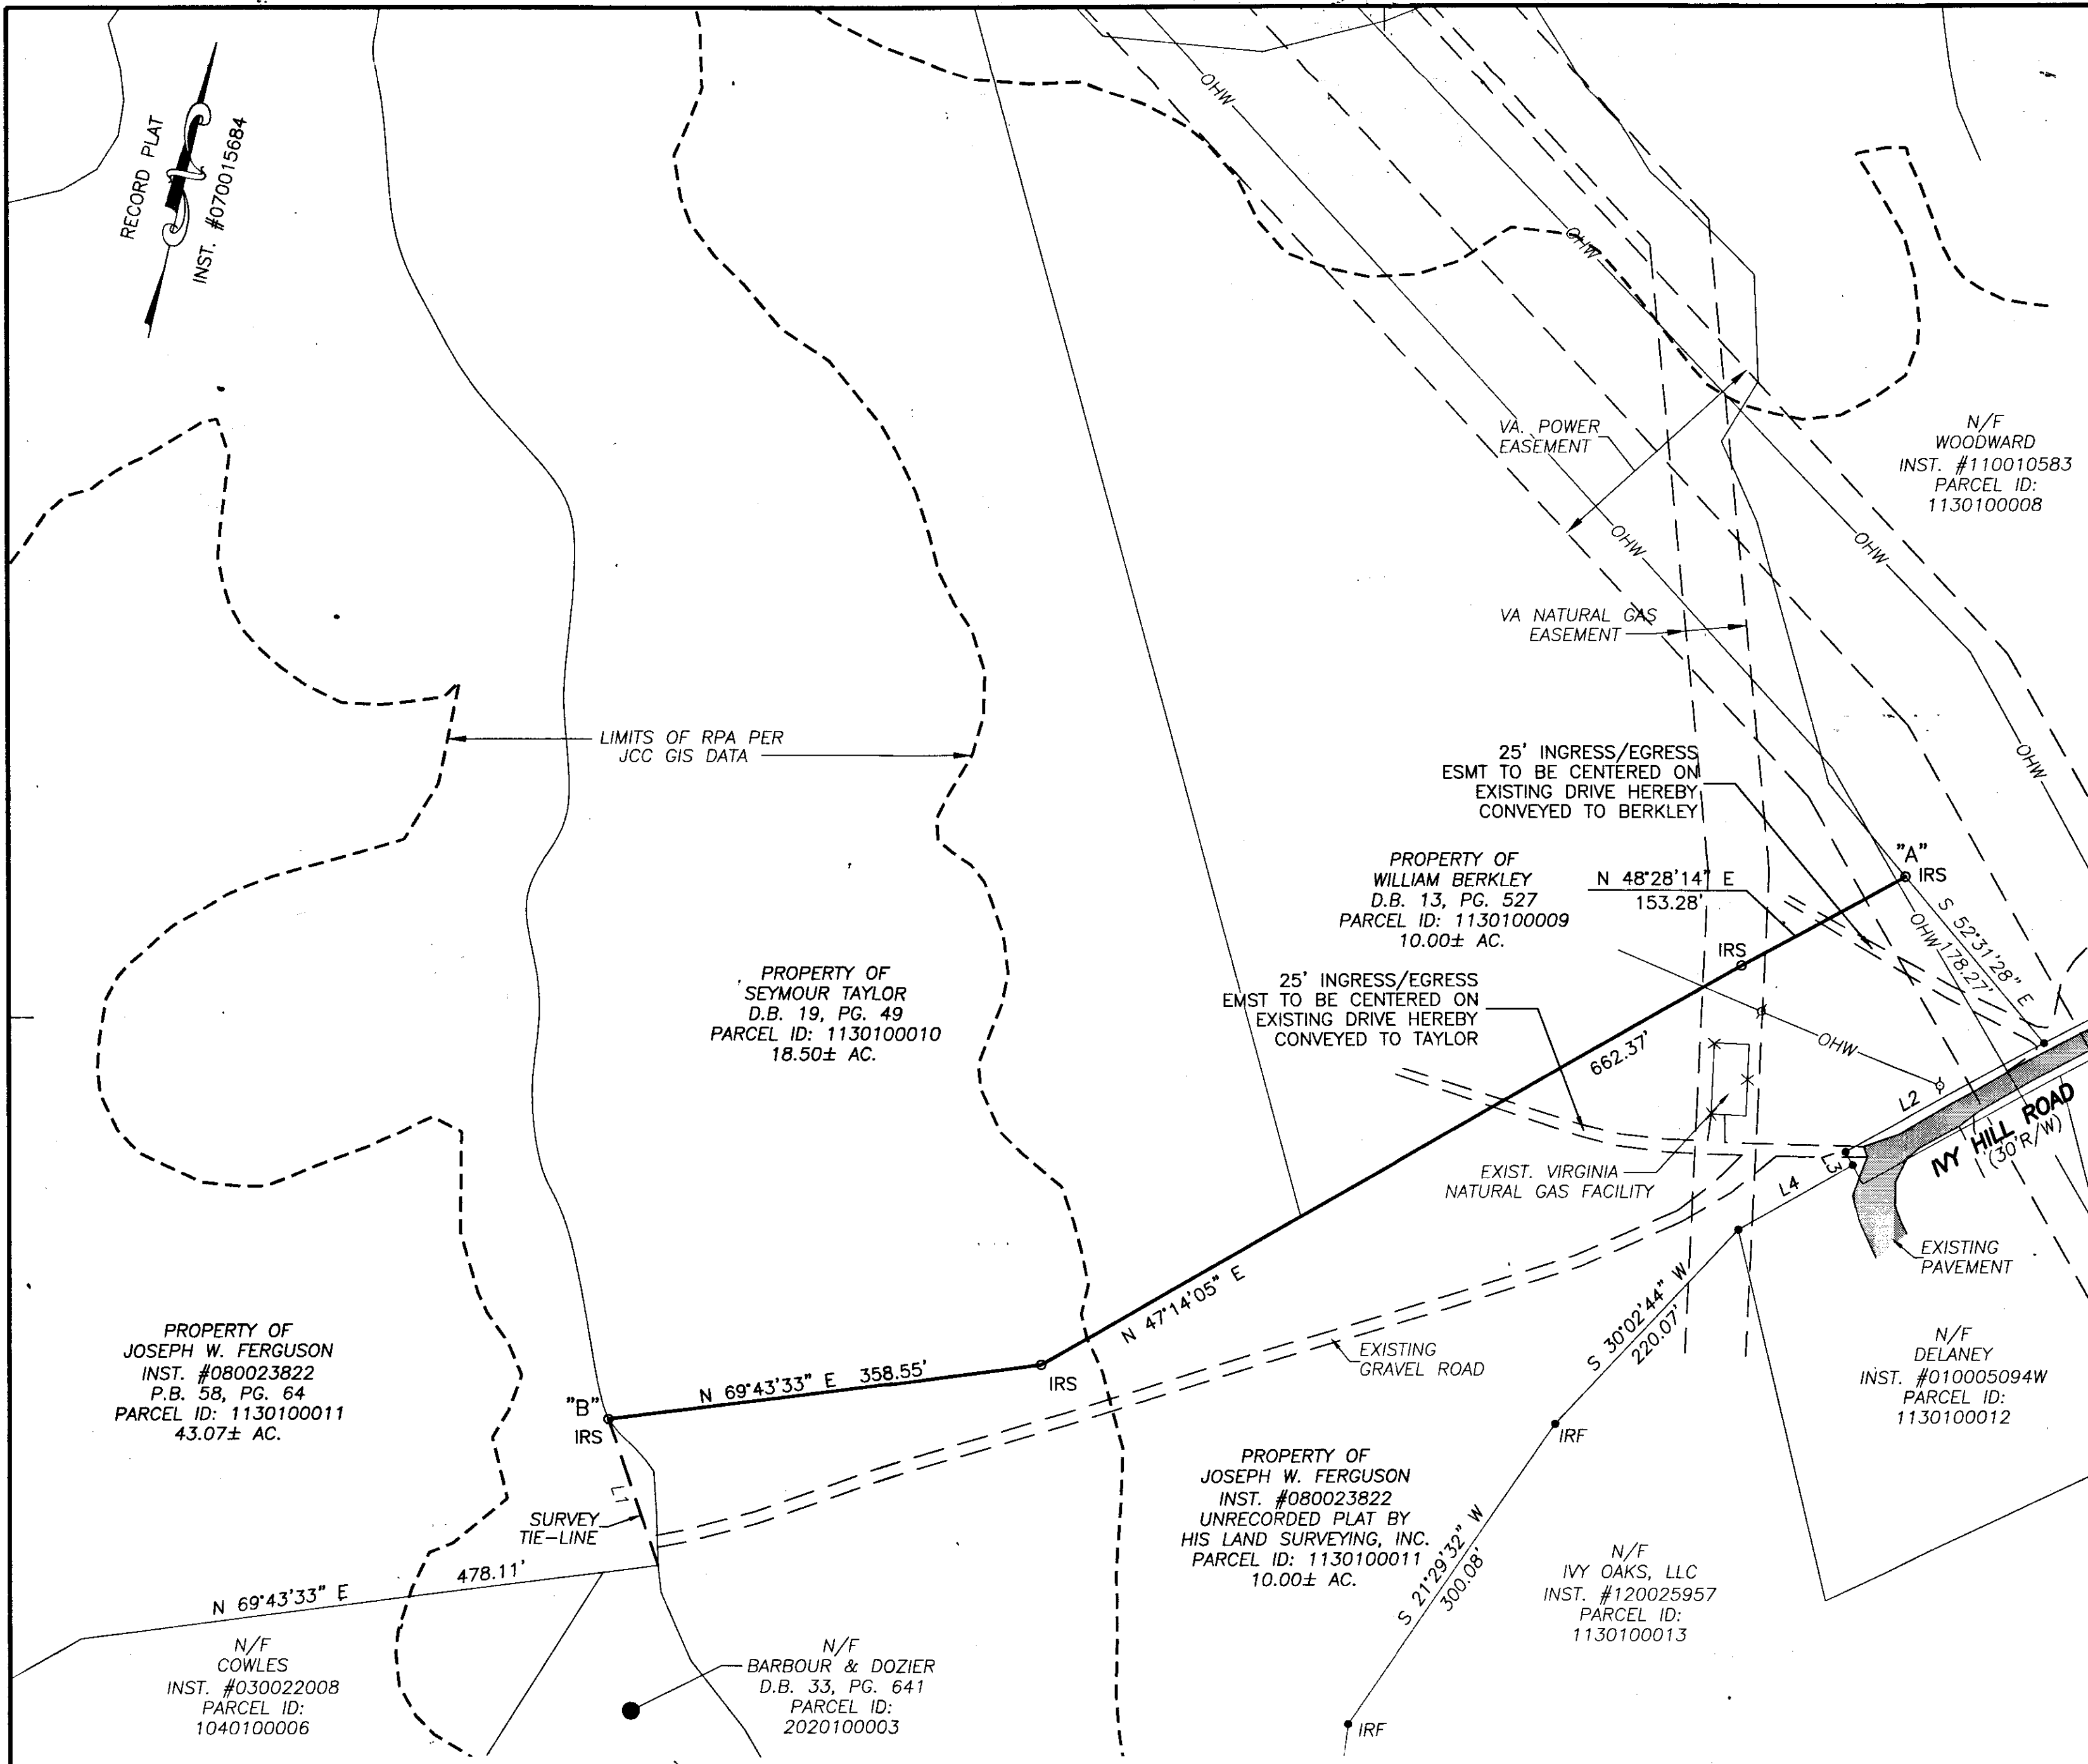 RECORD PLAT
INST. #070015684
OHW
OHW
VA. POWER
EASEMENT
N/F
WOODWARD
INST. #110010583
PARCEL ID:
1130100008
OHW
OHW
VA NATURAL GAS
EASEMENT
LIMITS OF RPA PER
JCC GIS DATA
OHW
25' INGRESS/EGRESS
ESMT TO BE CENTERED ON
EXISTING DRIVE HEREBY
CONVEYED TO BERKLEY
"A"
IRS
PROPERTY OF
WILLIAM BERKLEY
D.B. 13, PG. 527
PARCEL ID: 1130100009
10.00± AC.
N 48°28'14" E
153.28'
S 52°31'28" E
178.27'
OHW
IRS
PROPERTY OF
SEYMOUR TAYLOR
D.B. 19, PG. 49
PARCEL ID: 1130100010
18.50± AC.
25' INGRESS/EGRESS
EMST TO BE CENTERED ON
EXISTING DRIVE HEREBY
CONVEYED TO TAYLOR
662.37'
OHW
L2
IVY HILL ROAD
(30'R/W)
L3
L4
EXIST. VIRGINIA
NATURAL GAS FACILITY
EXISTING
PAVEMENT
N 47°14'05" E
S 30°02'44" W
220.07'
EXISTING
GRAVEL ROAD
PROPERTY OF
JOSEPH W. FERGUSON
INST. #080023822
P.B. 58, PG. 64
PARCEL ID: 1130100011
43.07± AC.
N/F
DELANEY
INST. #010005094W
PARCEL ID:
1130100012
N 69°43'33" E 358.55'
IRS
"B"
IRS
IRF
L1
SURVEY
TIE-LINE
PROPERTY OF
JOSEPH W. FERGUSON
INST. #080023822
UNRECORDED PLAT BY
HIS LAND SURVEYING, INC.
PARCEL ID: 1130100011
10.00± AC.
S 21°29'32" W
300.08'
N/F
IVY OAKS, LLC
INST. #120025957
PARCEL ID:
1130100013
N 69°43'33" E
478.11'
N/F
COWLES
INST. #030022008
PARCEL ID:
1040100006
N/F
BARBOUR & DOZIER
D.B. 33, PG. 641
PARCEL ID:
2020100003
IRF